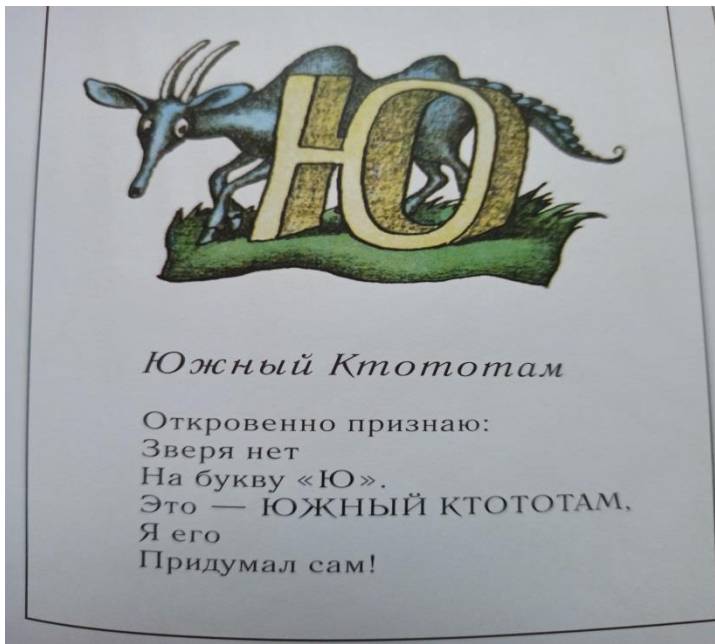 Ю
Южный Ктототам
Откровенно признаю:
Зверя нет
На букву «Ю».
Это — ЮЖНЫЙ КТОТОТАМ,
Я его
Придумал сам!